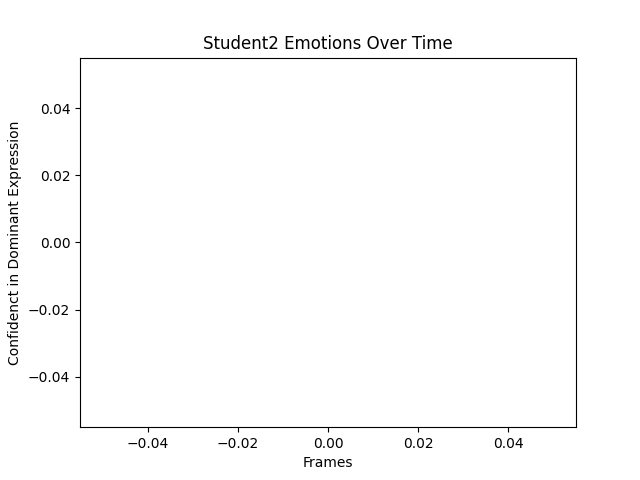 Student2 Emotions Over Time
Confidenct in Dominant Expression
0.04
0.02
0.00
−0.02
−0.04
−0.04 −0.02 0.00 0.02 0.04
Frames